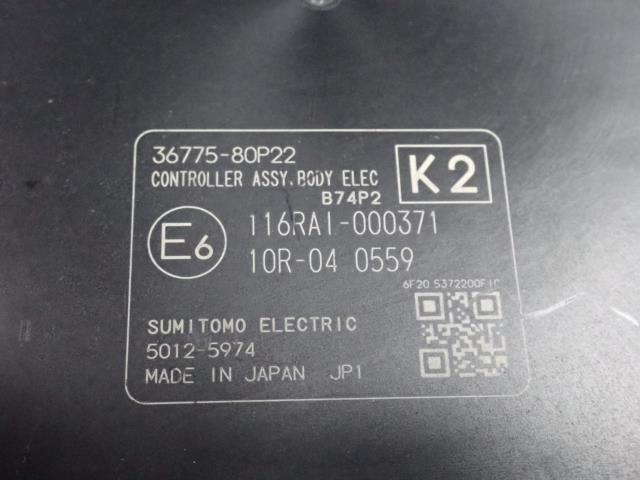 36775-80P22
CONTROLLER ASSY, BODY ELEC
K2
B74P2
E6
116RA1-000371
10R-04 0559
6F20 5372200F1C
SUMITOMO ELECTRIC
5012-5974
MADE IN JAPAN JP1